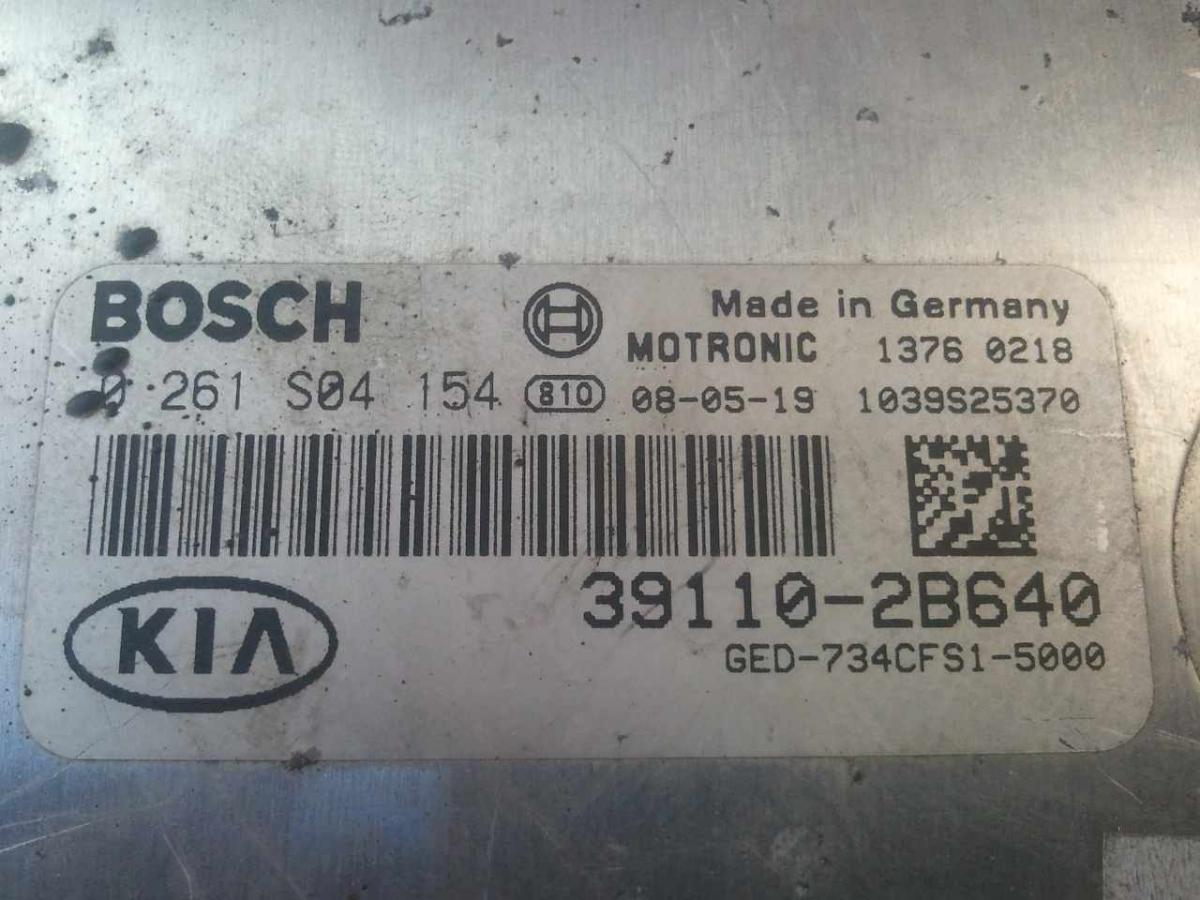 BOSCH
Made in Germany
MOTRONIC 1376 0218
0 261 S04 154 810 08-05-19 1039S25370
39110-2B640
KIA
GED-734CFS1-5000